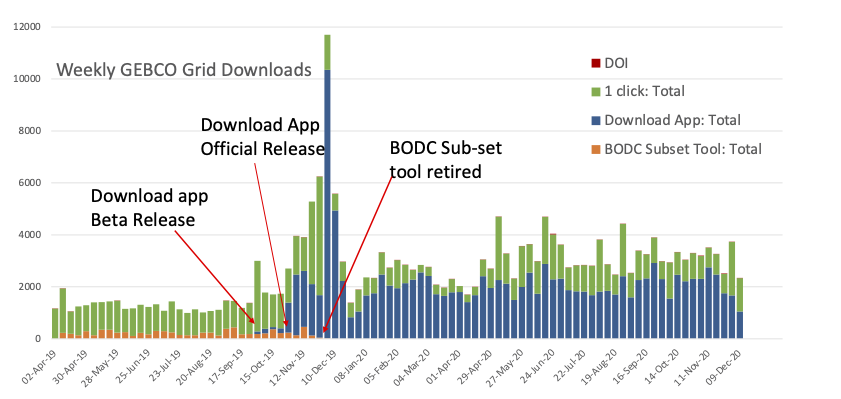 12000
Weekly GEBCO Grid Downloads
DOI
10000
1 click: Total
Download App: Total
BODC Subset Tool: Total
8000
Download App
Official Release
BODC Sub-set
tool retired
6000
Download app
Beta Release
4000
2000
0
02-Apr-19
30-Apr-19
28-May-19
25-Jun-19
23-Jul-19
20-Aug-19
17-Sep-19
15-Oct-19
12-Nov-19
10-Dec-19
08-Jan-20
05-Feb-20
04-Mar-20
01-Apr-20
29-Apr-20
27-May-20
24-Jun-20
22-Jul-20
19-Aug-20
16-Sep-20
14-Oct-20
11-Nov-20
09-Dec-20